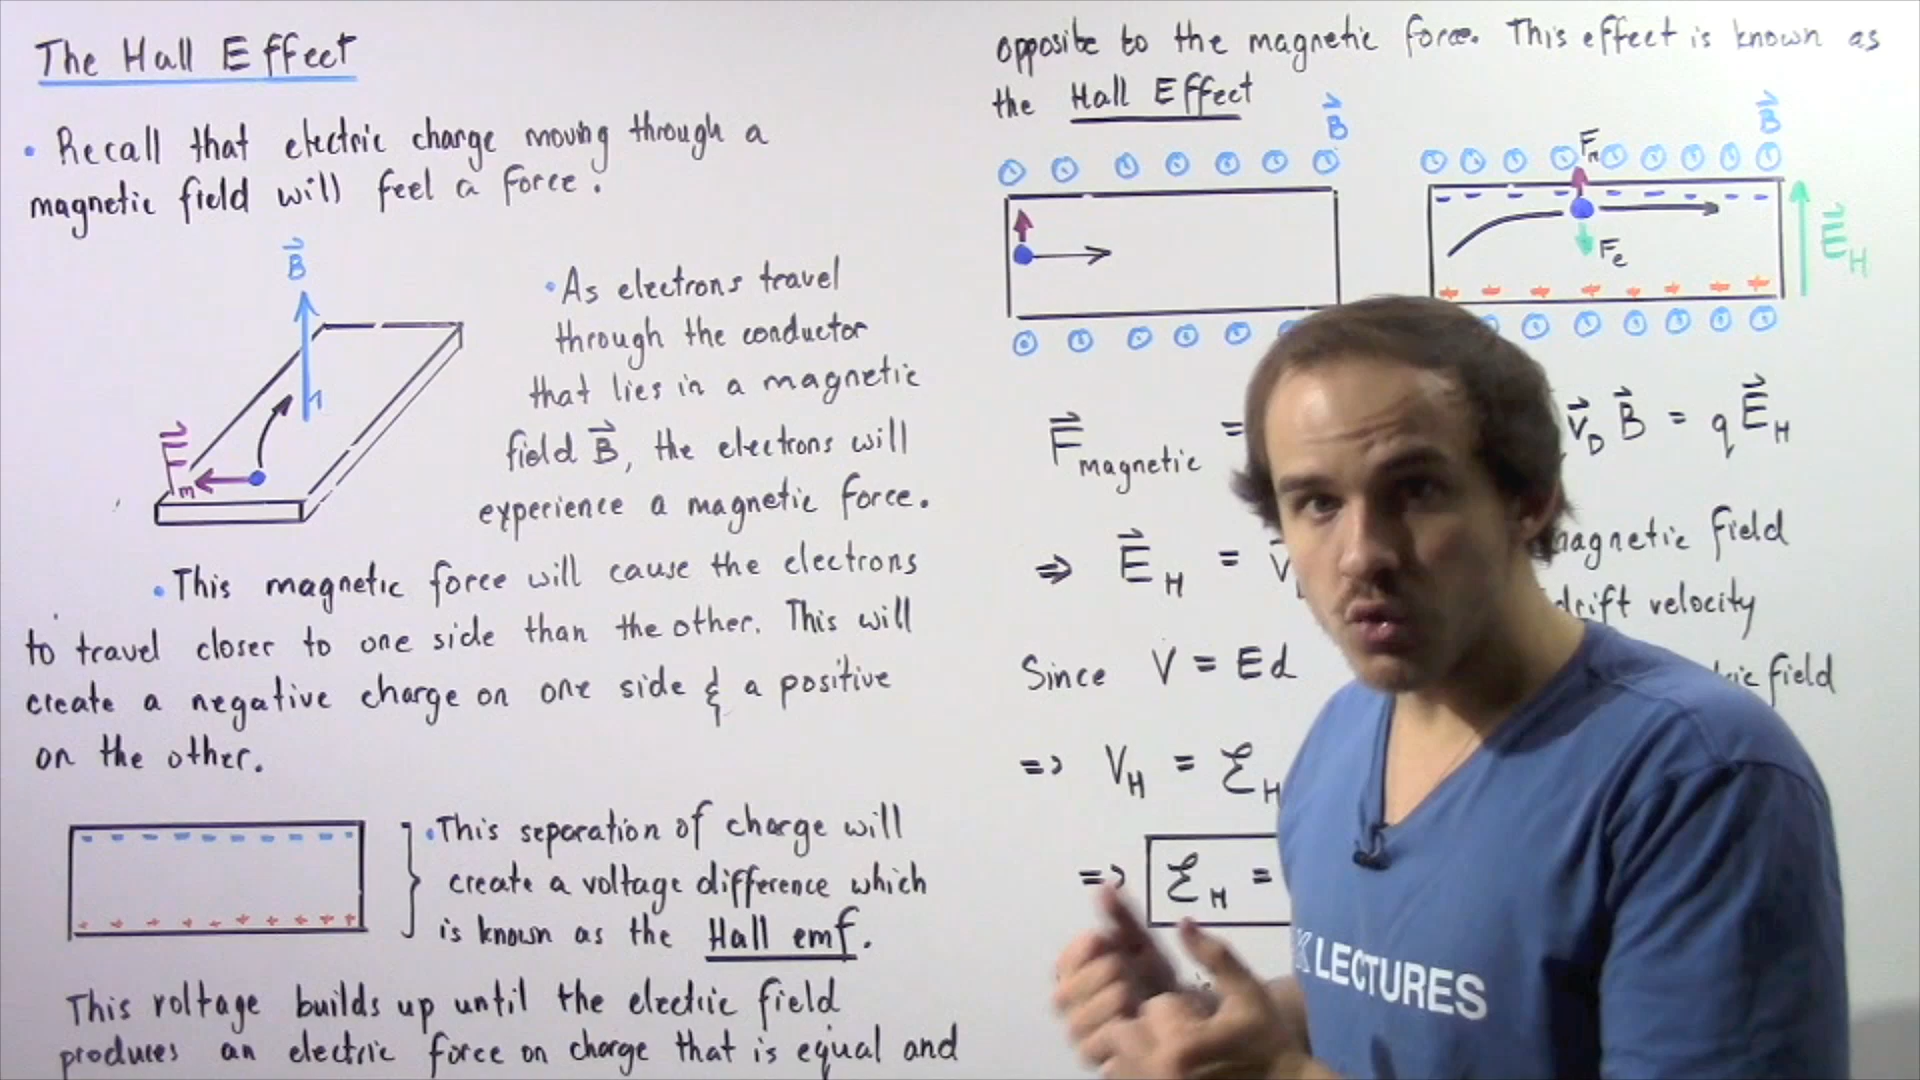 The Hall Effect
• Recall that electric charge moving through a
magnetic field will feel a force.
B
F
m
• As electrons travel
through the conductor
that lies in a magnetic
field B, the electrons will
experience a magnetic force.
• This magnetic force will cause the electrons
to travel closer to one side than the other. This will
create a negative charge on one side & a positive
on the other.
• This separation of charge will
create a voltage difference which
is known as the Hall emf.
This voltage builds up until the electric field
produces an electric force on charge that is equal and
opposite to the magnetic force. This effect is known as
the Hall Effect
B
B
Fm
Fe
E_H
F magnetic = v_D B = q E_H
⇒ E_H = v
magnetic field
drift velocity
field
Since V = Ed
=> V_H = ℰ_H
=> ℰ_H =
LECTURES